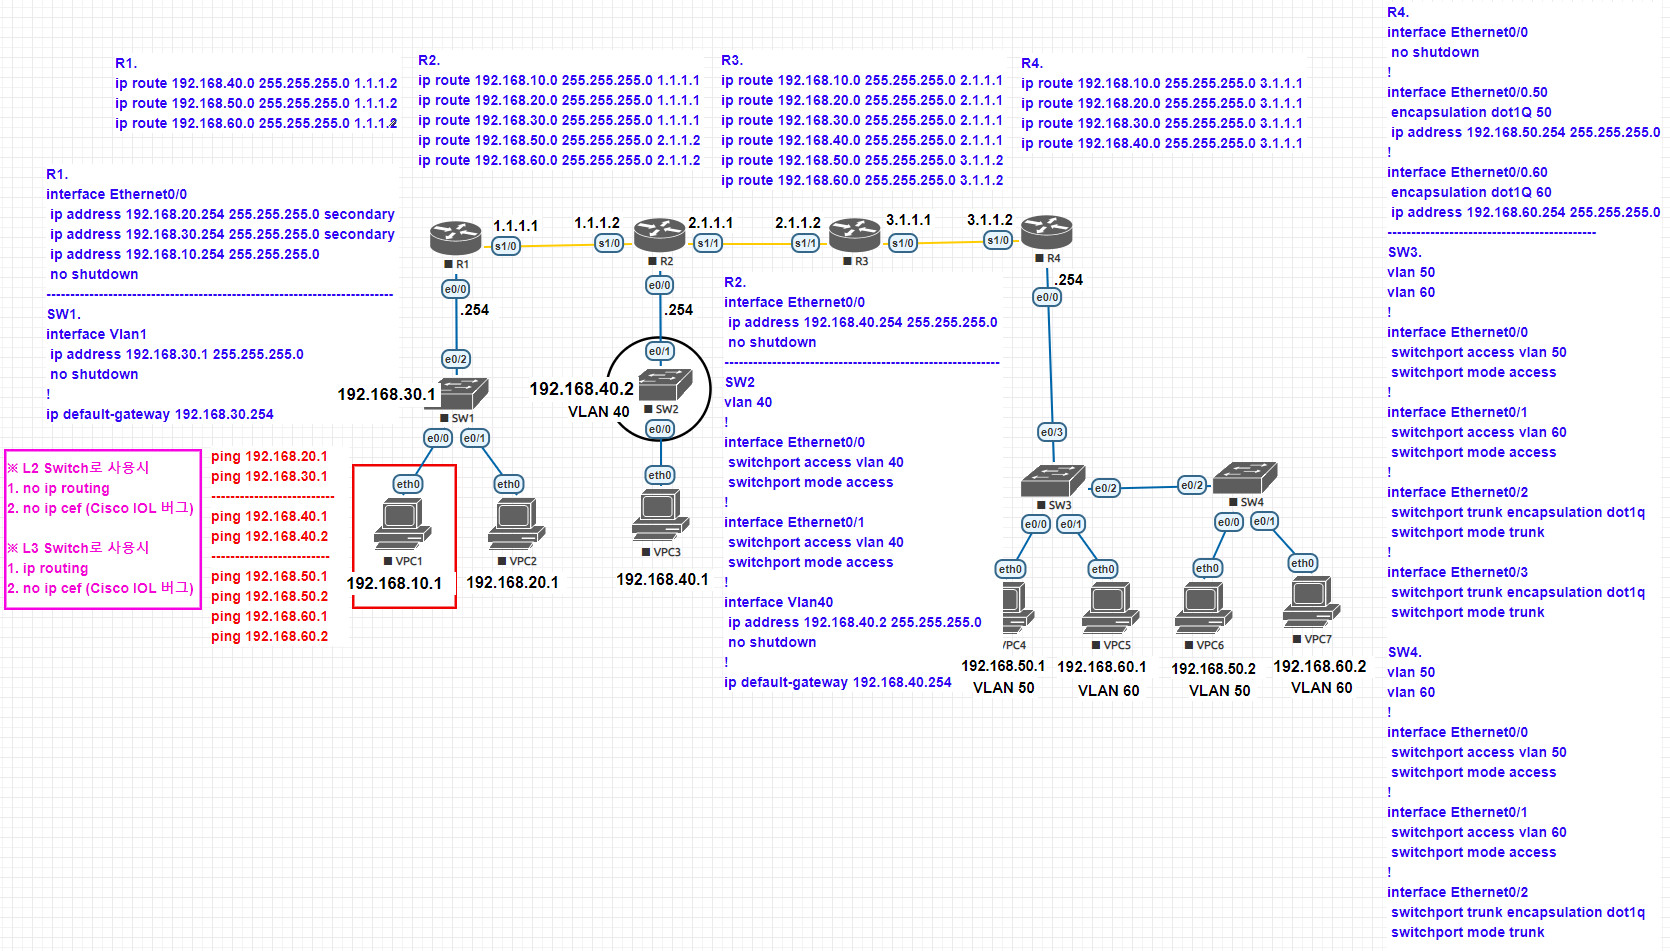 R1.
ip route 192.168.40.0 255.255.255.0 1.1.1.2
ip route 192.168.50.0 255.255.255.0 1.1.1.2
ip route 192.168.60.0 255.255.255.0 1.1.1.2
R2.
ip route 192.168.10.0 255.255.255.0 1.1.1.1
ip route 192.168.20.0 255.255.255.0 1.1.1.1
ip route 192.168.30.0 255.255.255.0 1.1.1.1
ip route 192.168.50.0 255.255.255.0 2.1.1.2
ip route 192.168.60.0 255.255.255.0 2.1.1.2
R3.
ip route 192.168.10.0 255.255.255.0 2.1.1.1
ip route 192.168.20.0 255.255.255.0 2.1.1.1
ip route 192.168.30.0 255.255.255.0 2.1.1.1
ip route 192.168.40.0 255.255.255.0 2.1.1.1
ip route 192.168.50.0 255.255.255.0 3.1.1.2
ip route 192.168.60.0 255.255.255.0 3.1.1.2
R4.
ip route 192.168.10.0 255.255.255.0 3.1.1.1
ip route 192.168.20.0 255.255.255.0 3.1.1.1
ip route 192.168.30.0 255.255.255.0 3.1.1.1
ip route 192.168.40.0 255.255.255.0 3.1.1.1
R1.
interface Ethernet0/0
ip address 192.168.20.254 255.255.255.0 secondary
ip address 192.168.30.254 255.255.255.0 secondary
ip address 192.168.10.254 255.255.255.0
no shutdown
--------------------------------------------------------------------------
SW1.
interface Vlan1
ip address 192.168.30.1 255.255.255.0
no shutdown
!
ip default-gateway 192.168.30.254
※ L2 Switch로 사용시
1. no ip routing
2. no ip cef (Cisco IOL 버그)
※ L3 Switch로 사용시
1. ip routing
2. no ip cef (Cisco IOL 버그)
ping 192.168.20.1
ping 192.168.30.1
--------------------------
ping 192.168.40.1
ping 192.168.40.2
-------------------------
ping 192.168.50.1
ping 192.168.50.2
ping 192.168.60.1
ping 192.168.60.2
1.1.1.1
s1/0
R1
e0/0
.254
e0/2
192.168.30.1
SW1
e0/0
e0/1
eth0
eth0
VPC1
VPC2
192.168.10.1
192.168.20.1
1.1.1.2
2.1.1.1
s1/0
s1/1
R2
e0/0
.254
e0/1
192.168.40.2
VLAN 40
SW2
e0/0
eth0
VPC3
192.168.40.1
2.1.1.2
3.1.1.1
s1/1
s1/0
R3
3.1.1.2
s1/0
R4
.254
e0/0
R2.
interface Ethernet0/0
ip address 192.168.40.254 255.255.255.0
no shutdown
----------------------------------------------------------
SW2
vlan 40
!
interface Ethernet0/0
switchport access vlan 40
switchport mode access
!
interface Ethernet0/1
switchport access vlan 40
switchport mode access
!
interface Vlan40
ip address 192.168.40.2 255.255.255.0
no shutdown
!
ip default-gateway 192.168.40.254
e0/3
e0/2
e0/2
SW3
SW4
e0/0
e0/1
e0/0
e0/1
eth0
eth0
eth0
eth0
VPC4
VPC5
VPC6
VPC7
192.168.50.1
VLAN 50
192.168.60.1
VLAN 60
192.168.50.2
VLAN 50
192.168.60.2
VLAN 60
R4.
interface Ethernet0/0
no shutdown
!
interface Ethernet0/0.50
encapsulation dot1Q 50
ip address 192.168.50.254 255.255.255.0
!
interface Ethernet0/0.60
encapsulation dot1Q 60
ip address 192.168.60.254 255.255.255.0
--------------------------------------------
SW3.
vlan 50
vlan 60
!
interface Ethernet0/0
switchport access vlan 50
switchport mode access
!
interface Ethernet0/1
switchport access vlan 60
switchport mode access
!
interface Ethernet0/2
switchport trunk encapsulation dot1q
switchport mode trunk
!
interface Ethernet0/3
switchport trunk encapsulation dot1q
switchport mode trunk
SW4.
vlan 50
vlan 60
!
interface Ethernet0/0
switchport access vlan 50
switchport mode access
!
interface Ethernet0/1
switchport access vlan 60
switchport mode access
!
interface Ethernet0/2
switchport trunk encapsulation dot1q
switchport mode trunk